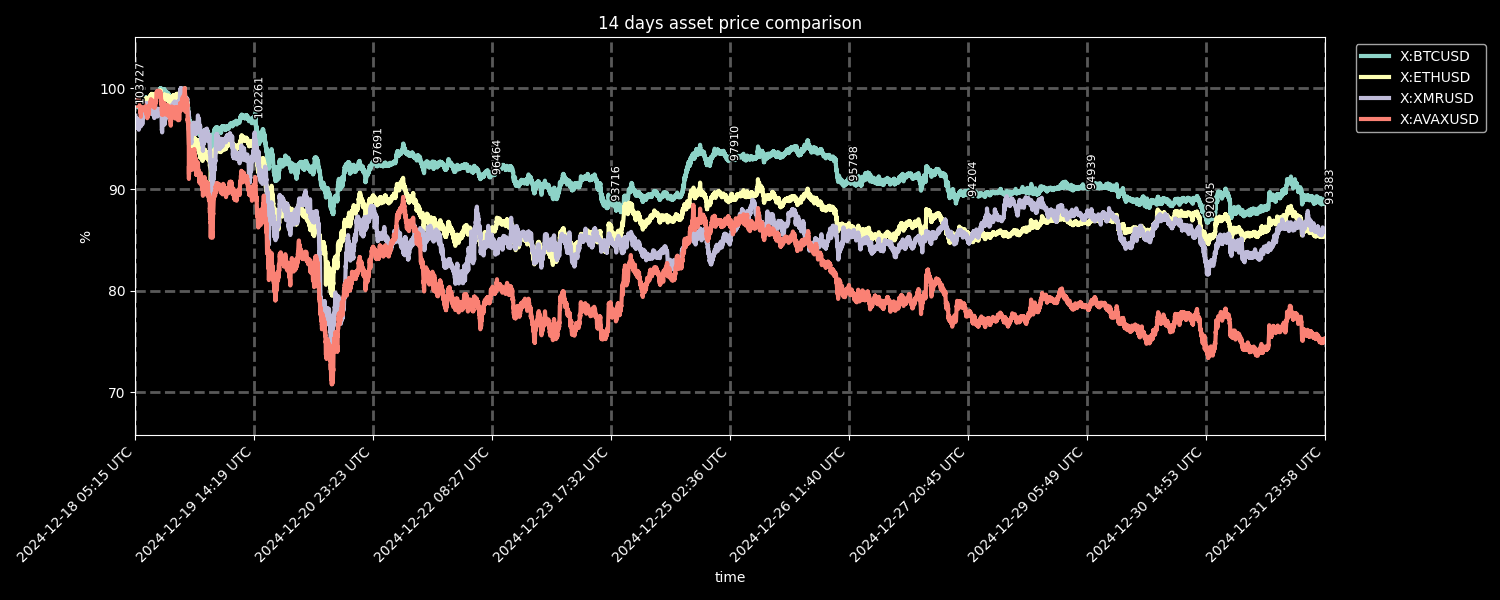 14 days asset price comparison
X:BTCUSD
X:ETHUSD
X:XMRUSD
X:AVAXUSD
100
90
80
70
%
103727
102261
97691
96464
93716
97910
95798
94204
94939
92045
93383
2024-12-18 05:15 UTC
2024-12-19 14:19 UTC
2024-12-20 23:23 UTC
2024-12-22 08:27 UTC
2024-12-23 17:32 UTC
2024-12-25 02:36 UTC
2024-12-26 11:40 UTC
2024-12-27 20:45 UTC
2024-12-29 05:49 UTC
2024-12-30 14:53 UTC
2024-12-31 23:58 UTC
time